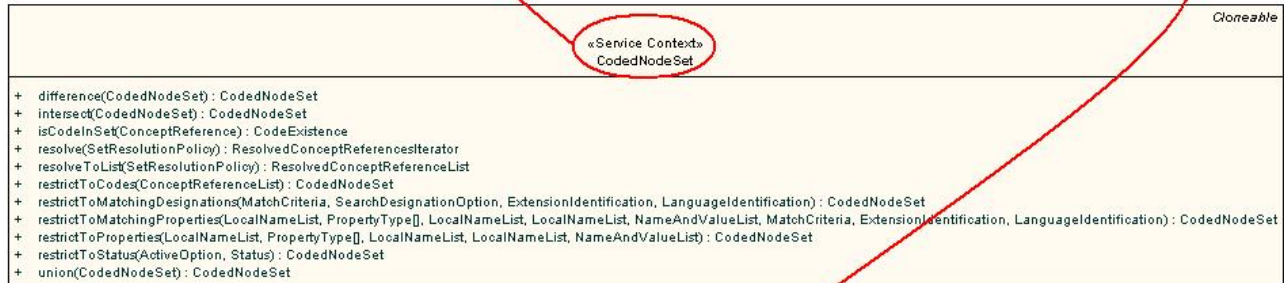 Cloneable
«Service Context»
CodedNodeSet
+ difference(CodedNodeSet) : CodedNodeSet
+ intersect(CodedNodeSet) : CodedNodeSet
+ isCodeInSet(ConceptReference) : CodeExistence
+ resolve(SetResolutionPolicy) : ResolvedConceptReferencesIterator
+ resolveToList(SetResolutionPolicy) : ResolvedConceptReferenceList
+ restrictToCodes(ConceptReferenceList) : CodedNodeSet
+ restrictToMatchingDesignations(MatchCriteria, SearchDesignationOption, ExtensionIdentification, LanguageIdentification) : CodedNodeSet
+ restrictToMatchingProperties(LocalNameList, PropertyType[], LocalNameList, LocalNameList, NameAndValueList, MatchCriteria, ExtensionIdentification, LanguageIdentification) : CodedNodeSet
+ restrictToProperties(LocalNameList, PropertyType[], LocalNameList, LocalNameList, NameAndValueList) : CodedNodeSet
+ restrictToStatus(ActiveOption, Status) : CodedNodeSet
+ union(CodedNodeSet) : CodedNodeSet